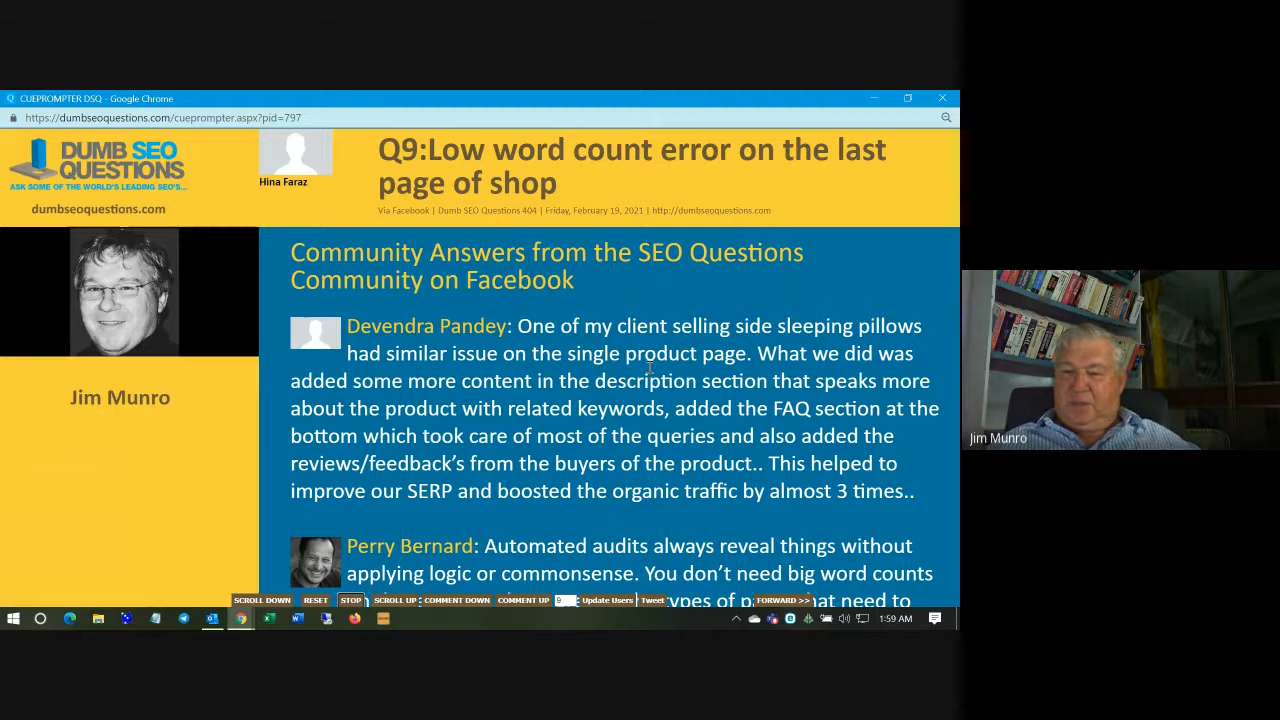 CUEPROMPTER DSQ - Google Chrome
https://dumbseoquestions.com/cueprompter.aspx?pid=797
DUMB SEO
QUESTIONS
ASK SOME OF THE WORLD'S LEADING SEO'S...
dumbseoquestions.com
Hina Faraz
Q9:Low word count error on the last
page of shop
Via Facebook | Dumb SEO Questions 404 | Friday, February 19, 2021 | http://dumbseoquestions.com
Jim Munro
Community Answers from the SEO Questions
Community on Facebook
Devendra Pandey: One of my client selling side sleeping pillows
had similar issue on the single product page. What we did was
added some more content in the description section that speaks more
about the product with related keywords, added the FAQ section at the
bottom which took care of most of the queries and also added the
reviews/feedback's from the buyers of the product.. This helped to
improve our SERP and boosted the organic traffic by almost 3 times..
Perry Bernard: Automated audits always reveal things without
applying logic or commonsense. You don't need big word counts
types of need to
SCROLL DOWN RESET STOP SCROLL UP COMMENT DOWN COMMENT UP 9 Update Users Tweet FORWARD >>
1:59 AM
Jim Munro